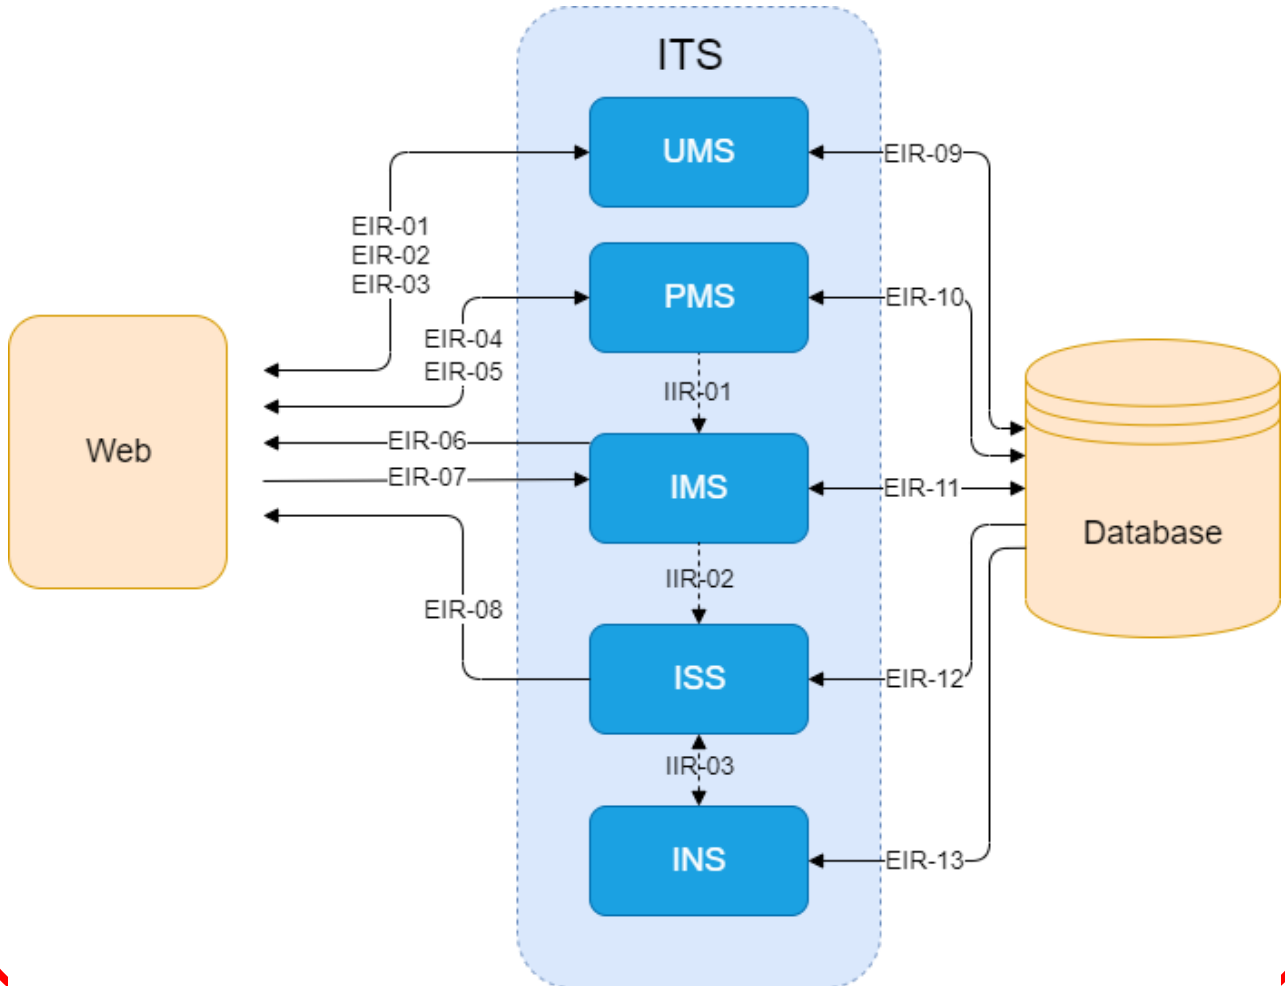 ITS
UMS
EIR-09
EIR-01
EIR-02
EIR-03
PMS
EIR-10
EIR-04
EIR-05
IIR-01
Web
EIR-06
EIR-07
IMS
EIR-11
Database
IIR-02
EIR-08
ISS
EIR-12
IIR-03
INS
EIR-13